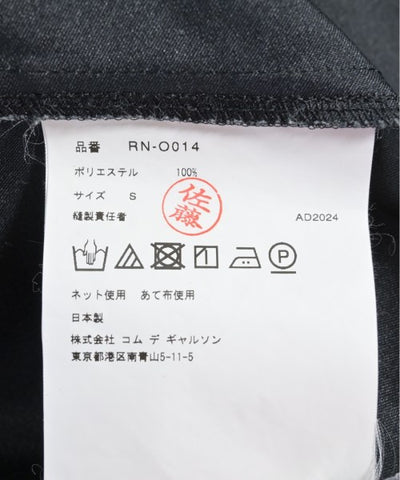 品番 RN-O014
ポリエステル 100%
サイズ S
縫製責任者 佐藤 AD2024
P
ネット使用 あて布使用
日本製
株式会社 コム デ ギャルソン
東京都港区南青山5-11-5